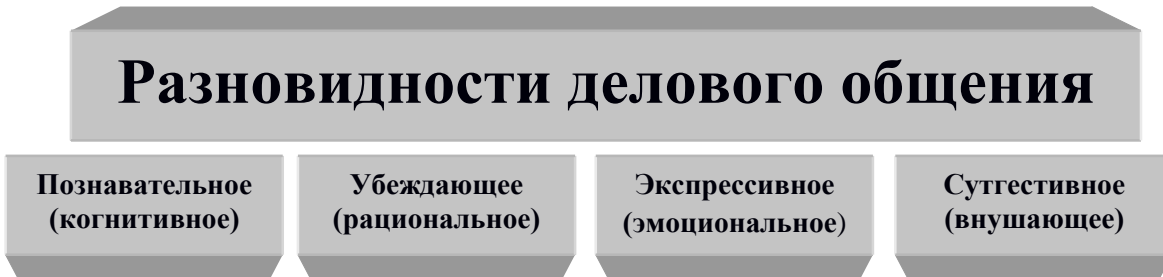 Разновидности делового общения
Познавательное
(когнитивное)
Убеждающее
(рациональное)
Экспрессивное
(эмоциональное)
Сутгестивное
(внушающее)